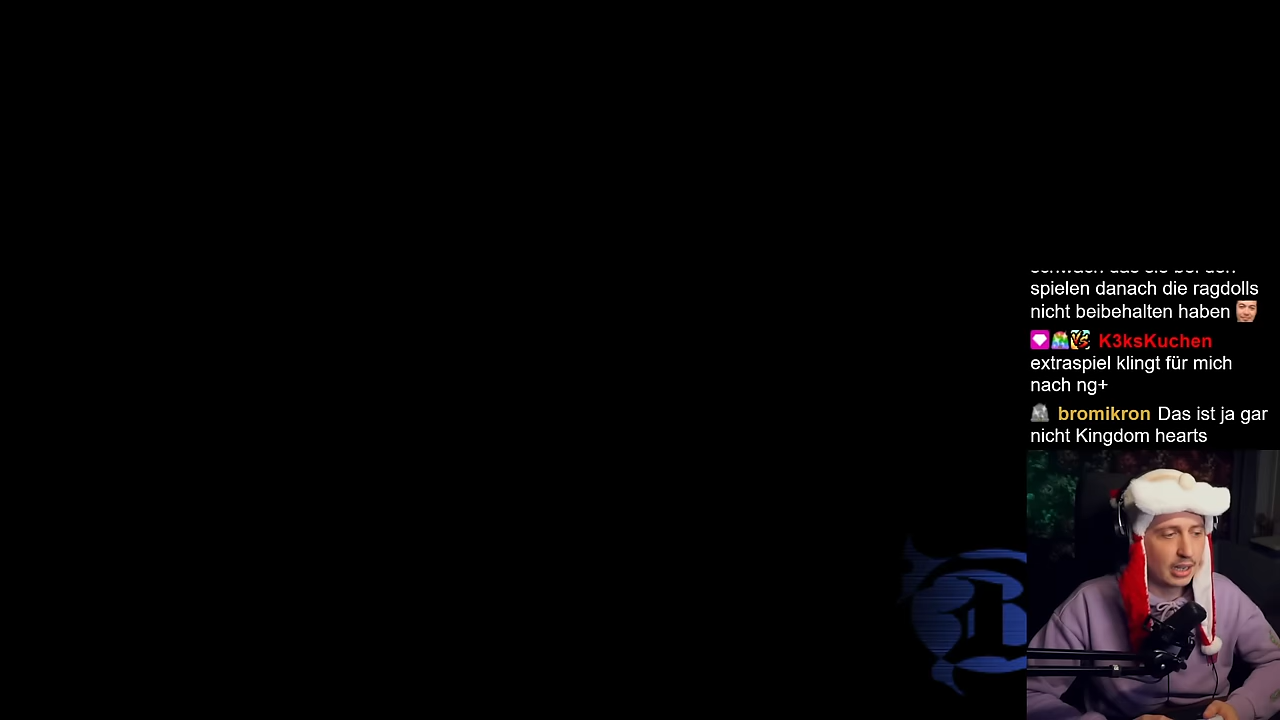 spielen danach die ragdolls
nicht beibehalten haben
K3ksKuchen
extraspiel klingt für mich
nach ng+
bromikron Das ist ja gar
nicht Kingdom hearts